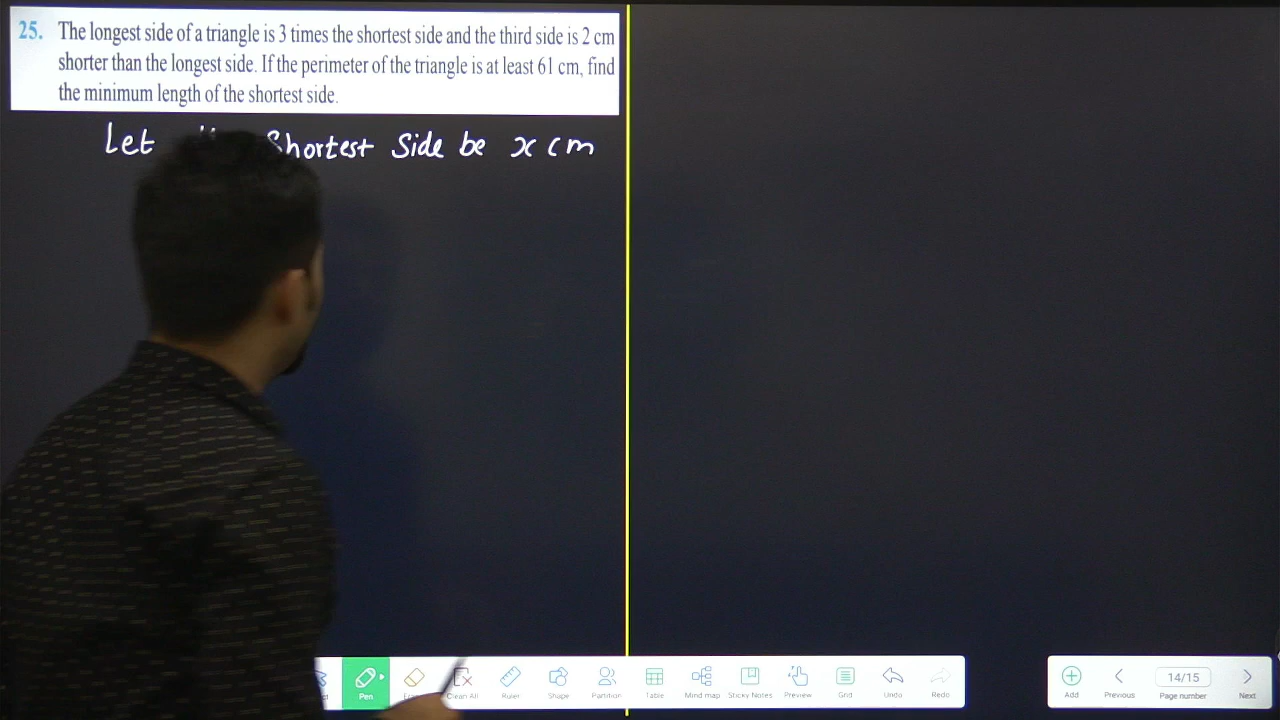 25. The longest side of a triangle is 3 times the shortest side and the third side is 2 cm
shorter than the longest side. If the perimeter of the triangle is at least 61 cm, find
the minimum length of the shortest side.
Let Shortest Side be x cm
Pen Clean All Ruler Shape Partition Table Mind map Sticky Notes Preview Grid Undo Redo
14/15
Add Previous Page number Next